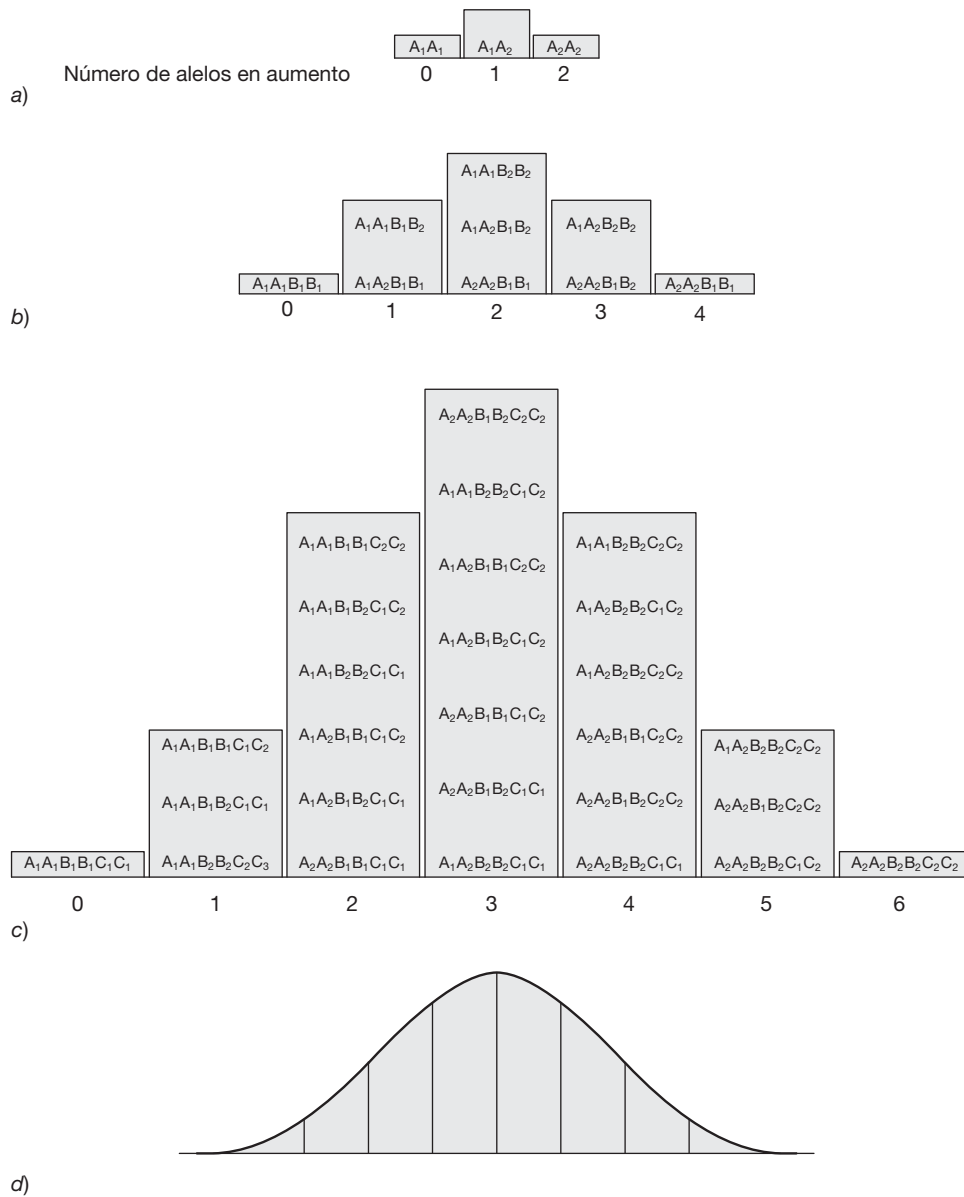 A₁A₁ A₁A₂ A₂A₂
Número de alelos en aumento 0 1 2
a)
A₁A₁B₂B₂
A₁A₁B₁B₂ A₁A₂B₁B₂ A₁A₂B₂B₂
A₁A₁B₁B₁ A₁A₂B₁B₁ A₂A₂B₁B₁ A₂A₂B₁B₂ A₂A₂B₁B₁
0 1 2 3 4
b)
A₂A₂B₁B₂C₂C₂
A₁A₁B₂B₂C₁C₂
A₁A₁B₁B₁C₂C₂ A₁A₂B₁B₁C₂C₂ A₁A₁B₂B₂C₂C₂
A₁A₁B₁B₂C₁C₂ A₁A₂B₁B₂C₁C₂ A₁A₂B₂B₂C₁C₂
A₁A₁B₂B₂C₁C₁ A₁A₂B₂B₂C₂C₂
A₁A₂B₁B₁C₁C₂ A₂A₂B₁B₁C₁C₂ A₂A₂B₁B₁C₂C₂
A₁A₁B₁B₁C₁C₂ A₁A₂B₂B₂C₂C₂
A₁A₁B₁B₂C₁C₁ A₁A₂B₁B₂C₁C₁ A₂A₂B₁B₂C₁C₁ A₂A₂B₁B₂C₂C₂ A₂A₂B₁B₂C₂C₂
A₁A₁B₁B₁C₁C₁ A₁A₁B₂B₂C₂C₃ A₂A₂B₁B₁C₁C₁ A₁A₂B₂B₂C₁C₁ A₂A₂B₂B₂C₁C₁ A₂A₂B₂B₂C₁C₂ A₂A₂B₂B₂C₂C₂
0 1 2 3 4 5 6
c)
d)